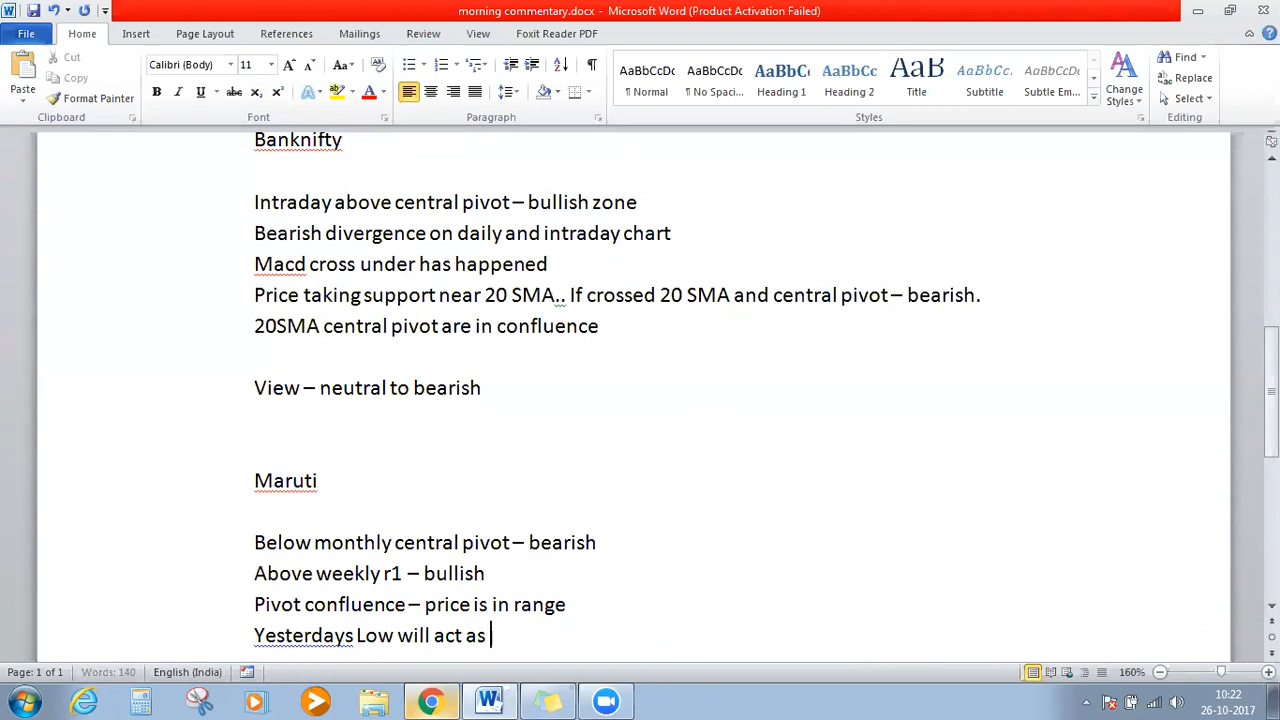 morning commentary.docx - Microsoft Word (Product Activation Failed)
File Home Insert Page Layout References Mailings Review View Foxit Reader PDF
Cut
Copy
Format Painter
Paste
Clipboard
Calibri (Body) 11
Font
Paragraph
AaBbCcDc AaBbCcDc AaBbC AaBbCc AaB AaBbCcL AaBbCcDc
¶ Normal ¶ No Spaci... Heading 1 Heading 2 Title Subtitle Subtle Em...
Styles
Change Styles
Find
Replace
Select
Editing
Banknifty
Intraday above central pivot – bullish zone
Bearish divergence on daily and intraday chart
Macd cross under has happened
Price taking support near 20 SMA.. If crossed 20 SMA and central pivot – bearish.
20SMA central pivot are in confluence
View – neutral to bearish
Maruti
Below monthly central pivot – bearish
Above weekly r1 – bullish
Pivot confluence – price is in range
Yesterdays Low will act as
Page: 1 of 1 Words: 140 English (India) 160%
10:22
26-10-2017